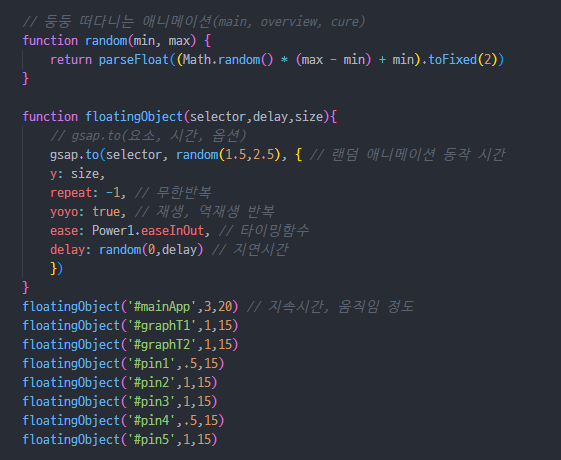 // 둥둥 떠다니는 애니메이션(main, overview, cure)
function random(min, max) {
    return parseFloat((Math.random() * (max - min) + min).toFixed(2))
}

function floatingObject(selector,delay,size){
    // gsap.to(요소, 시간, 옵션)
    gsap.to(selector, random(1.5,2.5), { // 랜덤 애니메이션 동작 시간
    y: size,
    repeat: -1, // 무한반복
    yoyo: true, // 재생, 역재생 반복
    ease: Power1.easeInOut, // 타이밍함수
    delay: random(0,delay) // 지연시간
    })
}
floatingObject('#mainApp',3,20) // 지속시간, 움직임 정도
floatingObject('#graphT1',1,15)
floatingObject('#graphT2',1,15)
floatingObject('#pin1',.5,15)
floatingObject('#pin2',1,15)
floatingObject('#pin3',1,15)
floatingObject('#pin4',.5,15)
floatingObject('#pin5',1,15)